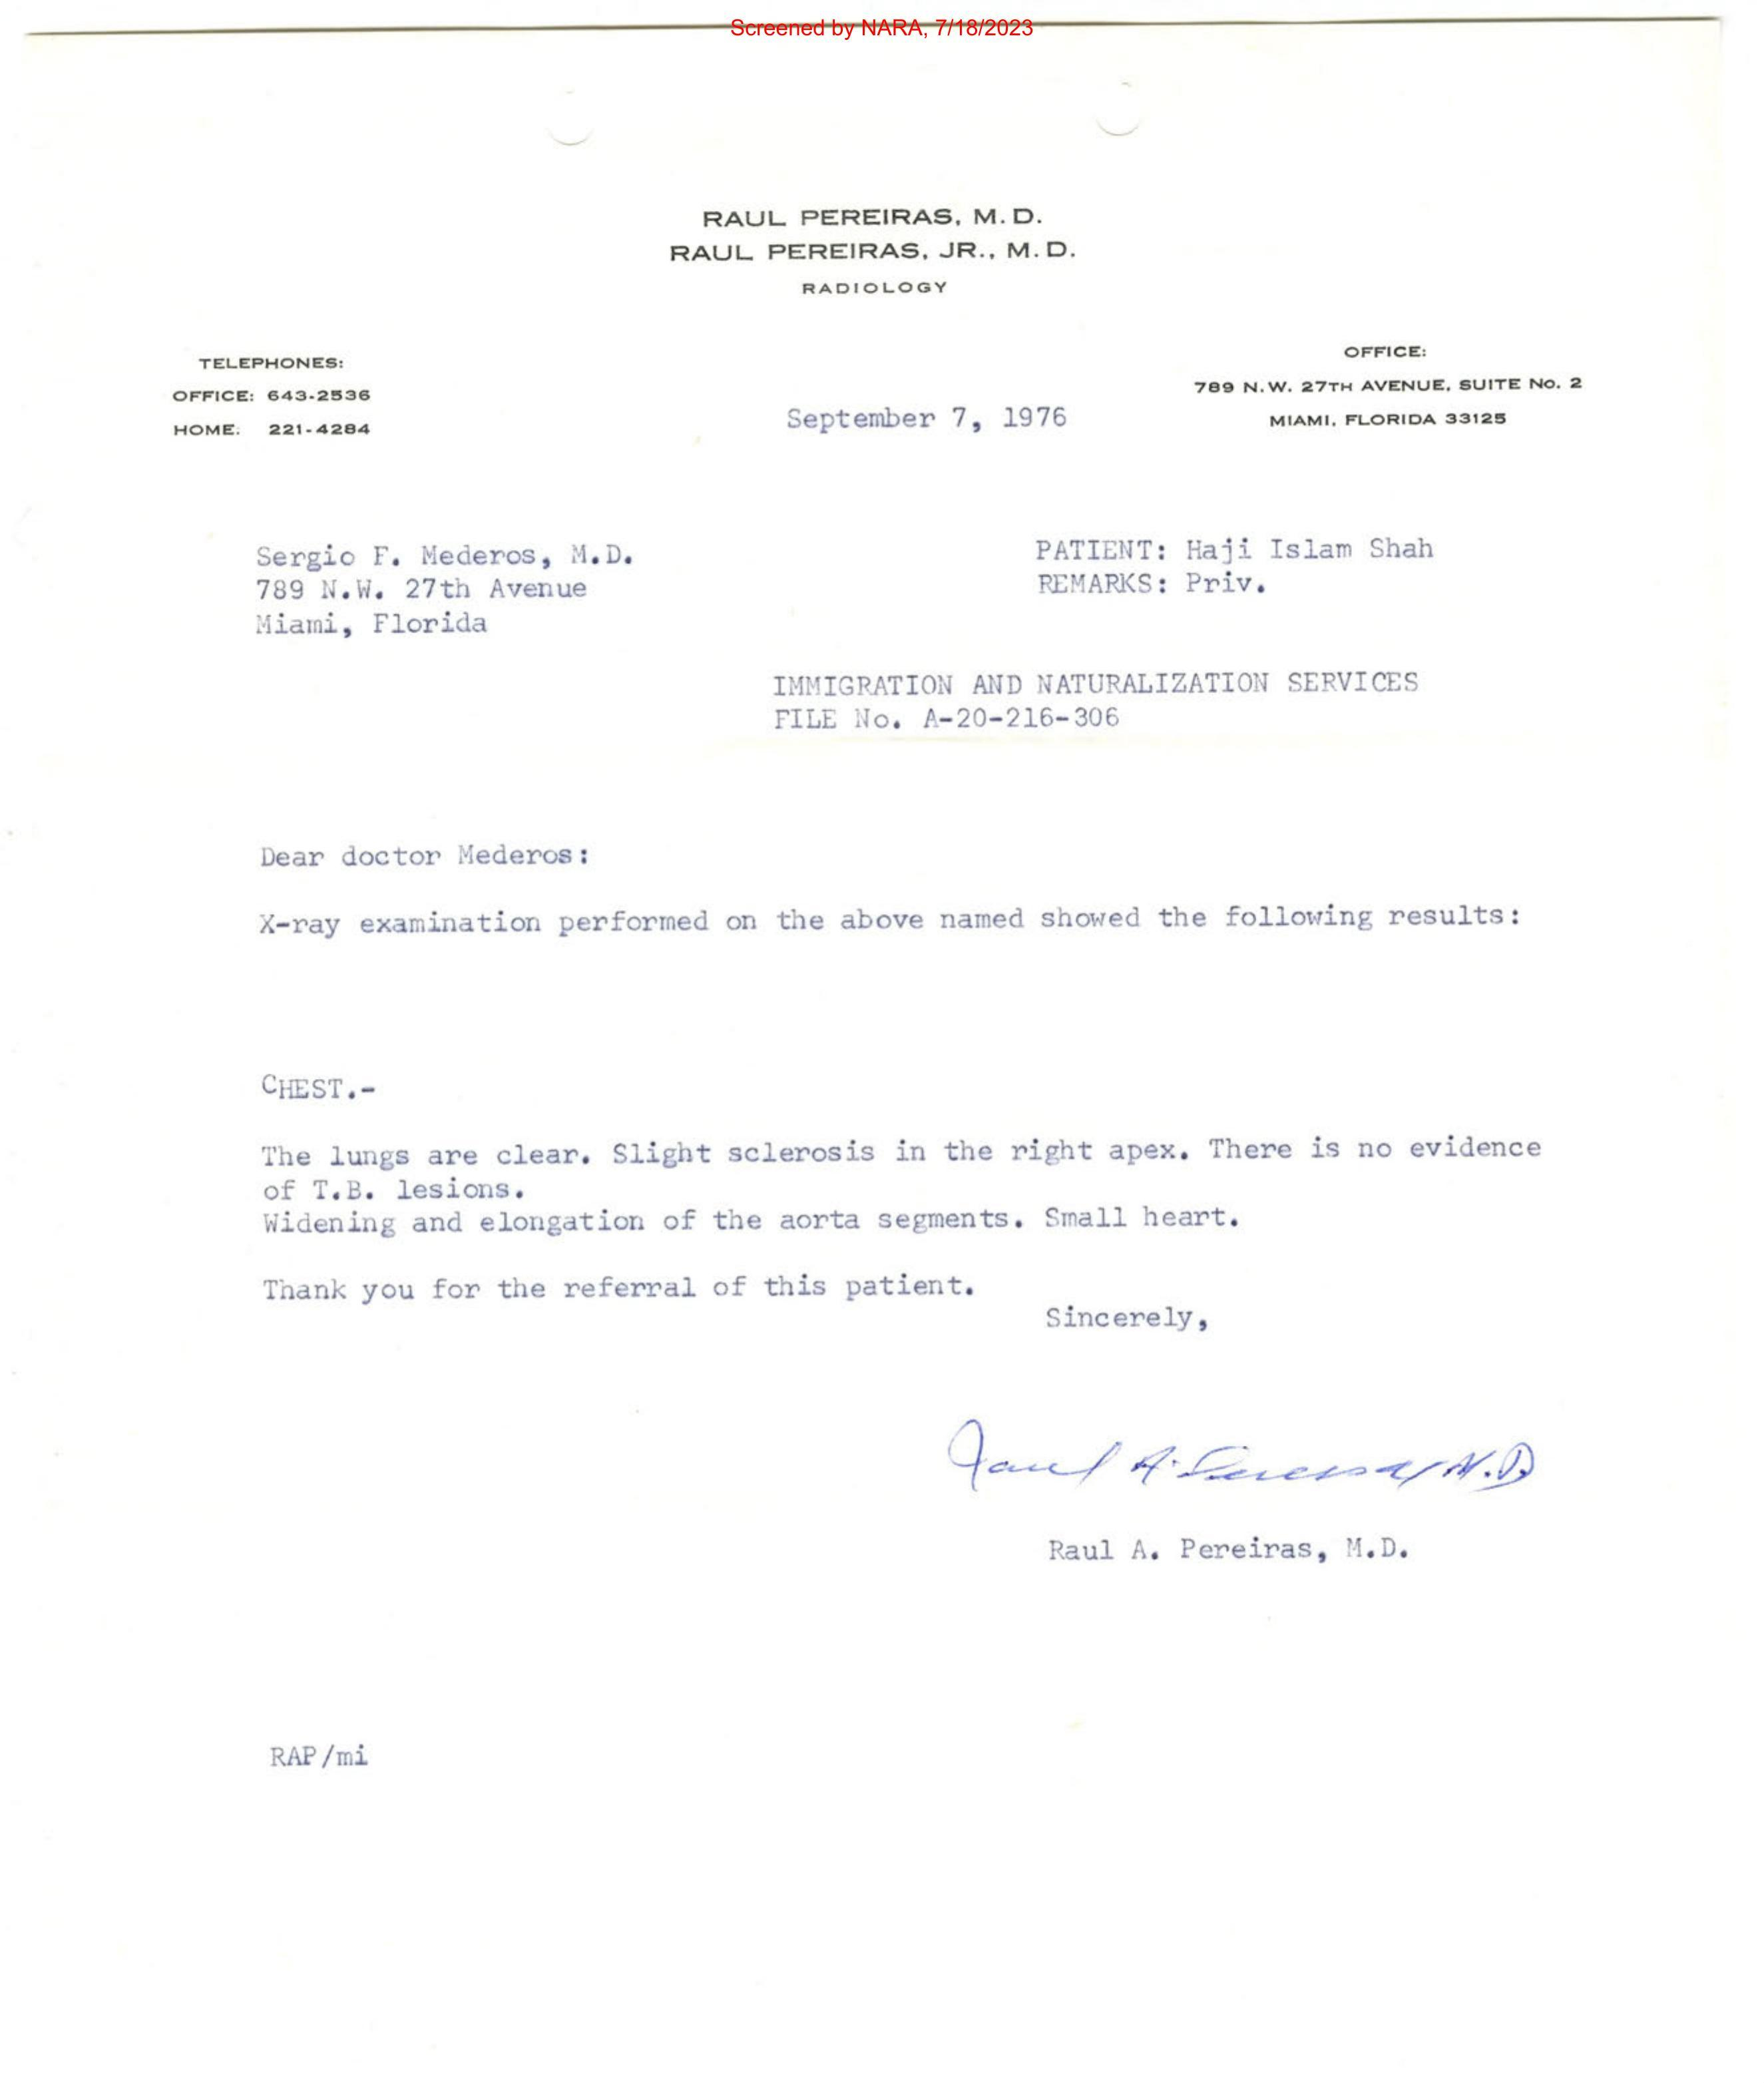 Screened by NARA, 7/18/2023
RAUL PEREIRAS, M. D.
RAUL PEREIRAS, JR., M. D.
RADIOLOGY
TELEPHONES:
OFFICE: 643-2536
HOME: 221-4284
September 7, 1976
OFFICE:
789 N. W. 27TH AVENUE, SUITE No. 2
MIAMI, FLORIDA 33125
Sergio F. Mederos, M.D.
789 N.W. 27th Avenue
Miami, Florida
PATIENT: Haji Islam Shah
REMARKS: Priv.
IMMIGRATION AND NATURALIZATION SERVICES
FILE No. A-20-216-306
Dear doctor Mederos:
X-ray examination performed on the above named showed the following results:
CHEST.-
The lungs are clear. Slight sclerosis in the right apex. There is no evidence
of T.B. lesions.
Widening and elongation of the aorta segments. Small heart.
Thank you for the referral of this patient.
Sincerely,
Raul A. Pereiras M.D.
Raul A. Pereiras, M.D.
RAP/mi